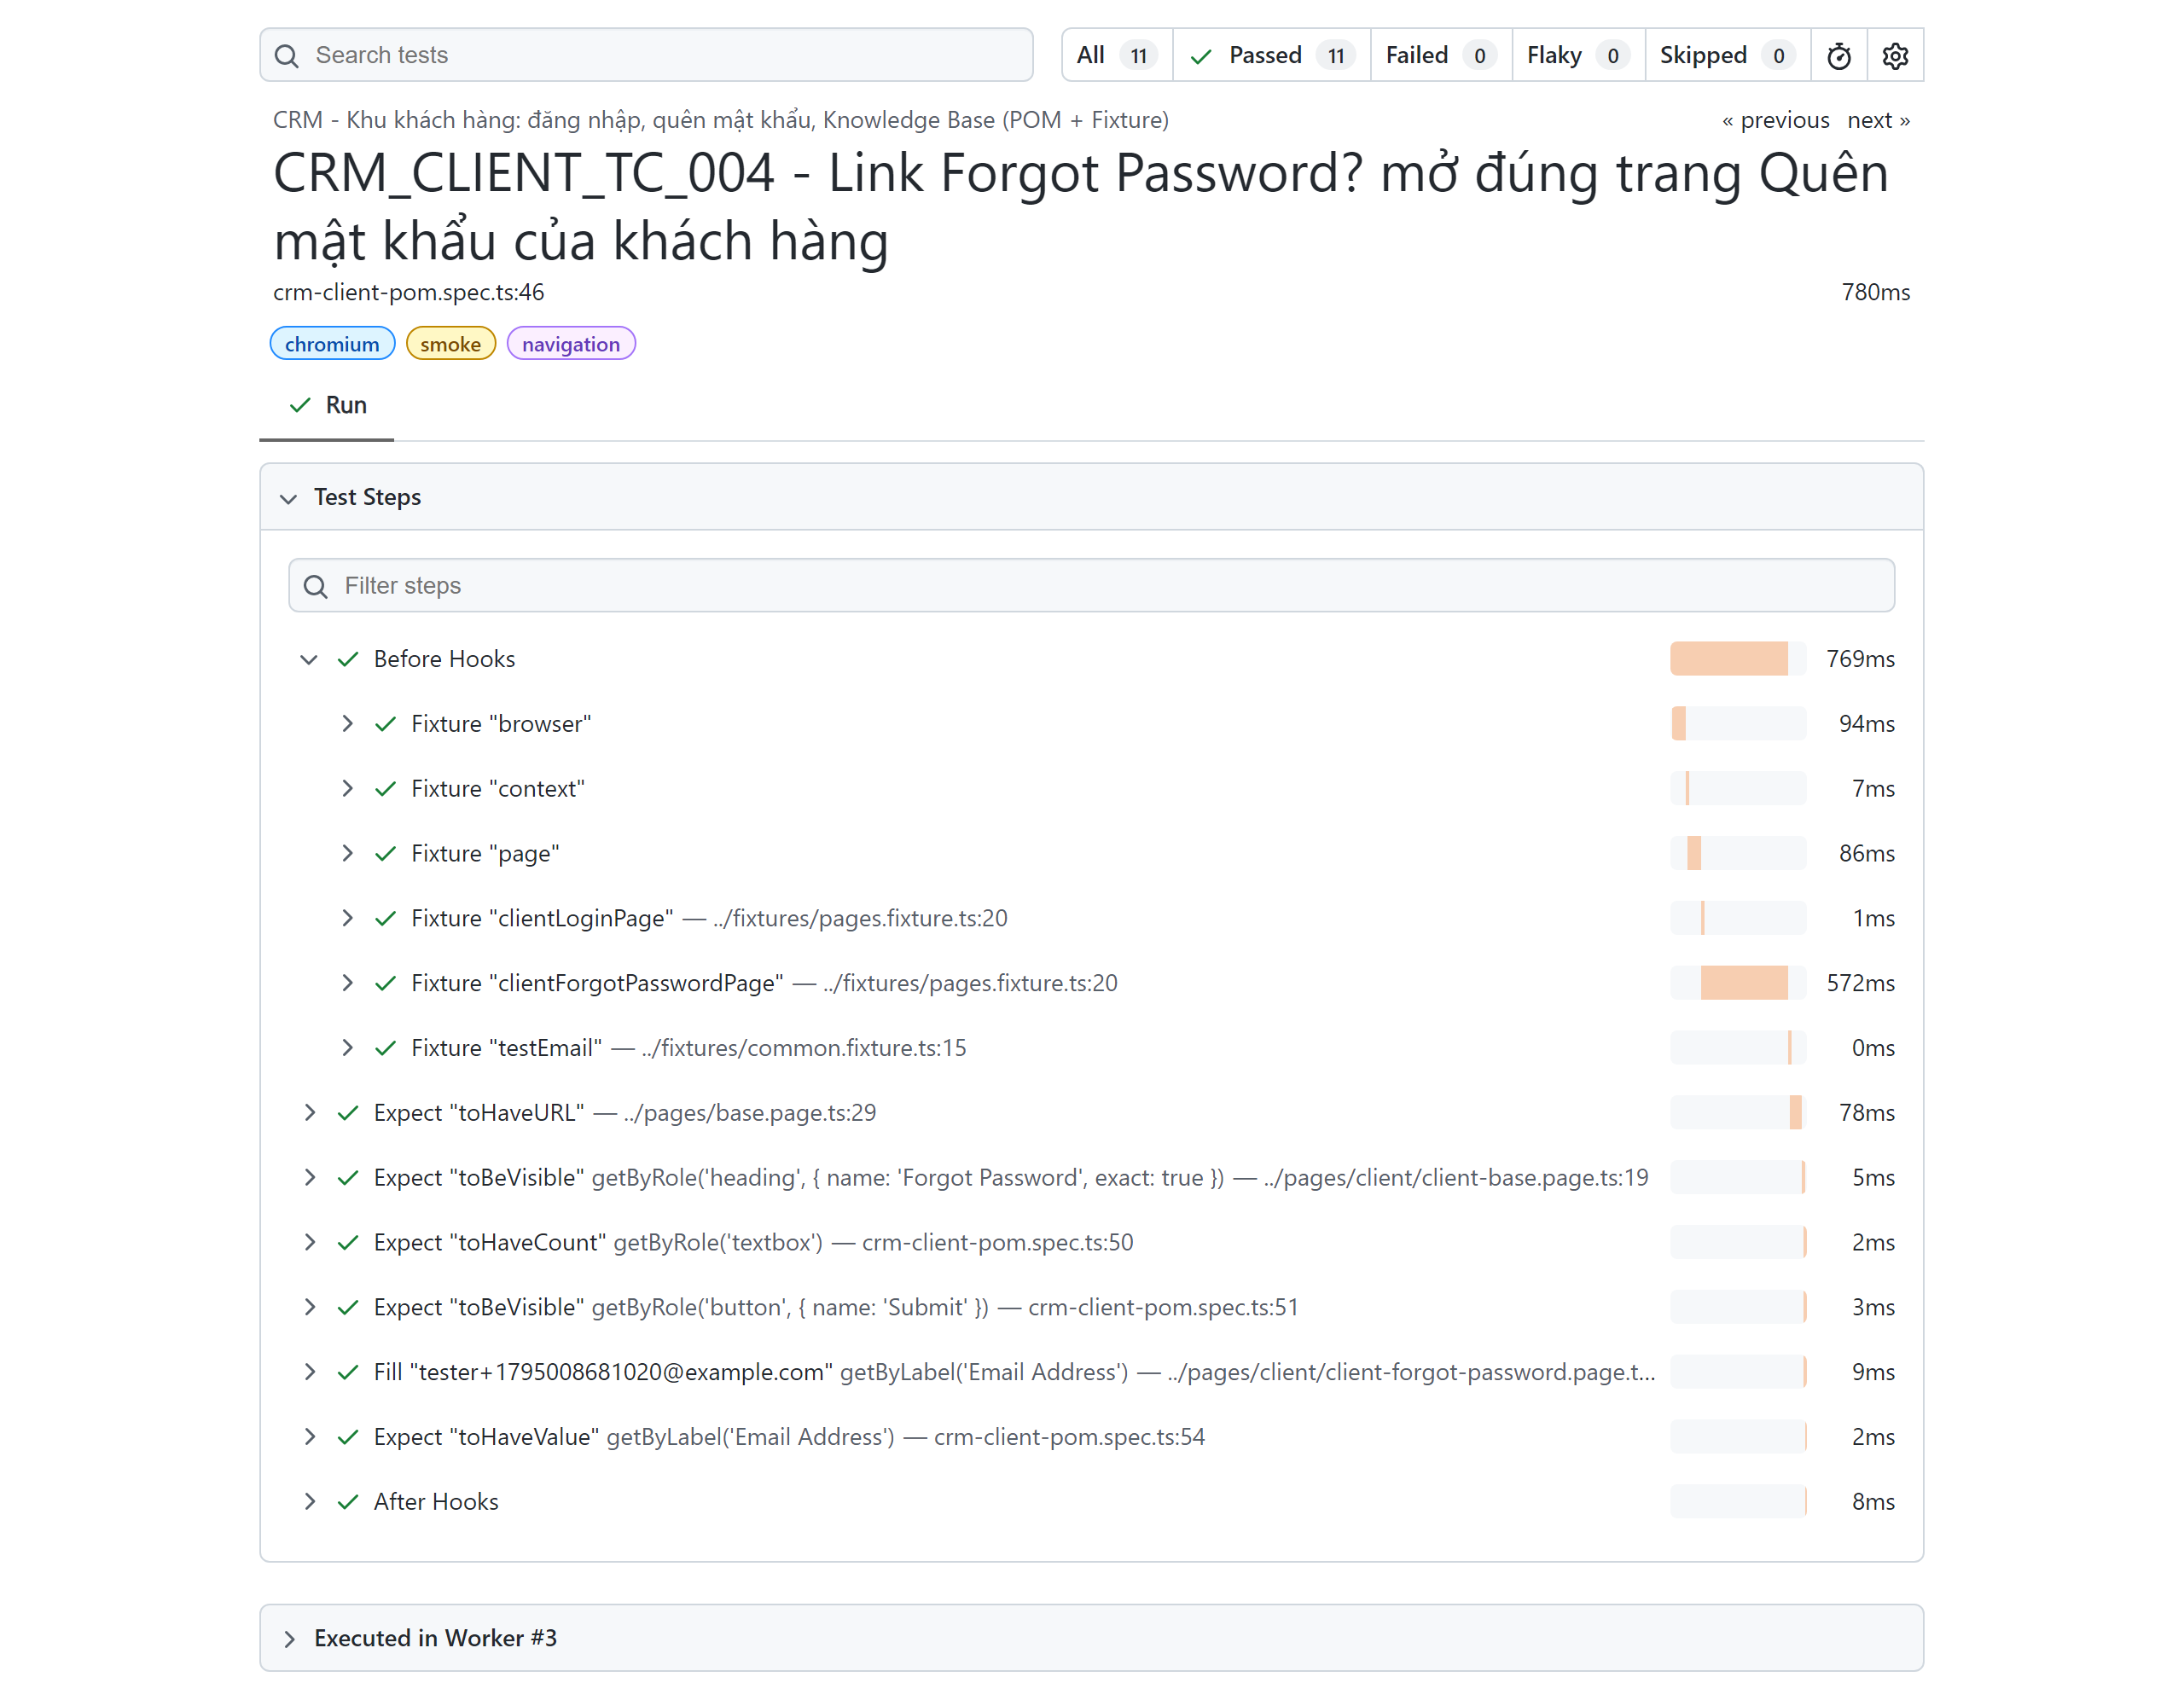 Search tests
All 11 Passed 11 Failed 0 Flaky 0 Skipped 0
CRM - Khu khách hàng: đăng nhập, quên mật khẩu, Knowledge Base (POM + Fixture)
« previous next »
CRM_CLIENT_TC_004 - Link Forgot Password? mở đúng trang Quên
mật khẩu của khách hàng
crm-client-pom.spec.ts:46
780ms
chromium smoke navigation
Run
Test Steps
Filter steps
Before Hooks 769ms
Fixture "browser" 94ms
Fixture "context" 7ms
Fixture "page" 86ms
Fixture "clientLoginPage" — ../fixtures/pages.fixture.ts:20 1ms
Fixture "clientForgotPasswordPage" — ../fixtures/pages.fixture.ts:20 572ms
Fixture "testEmail" — ../fixtures/common.fixture.ts:15 0ms
Expect "toHaveURL" — ../pages/base.page.ts:29 78ms
Expect "toBeVisible" getByRole('heading', { name: 'Forgot Password', exact: true }) — ../pages/client/client-base.page.ts:19 5ms
Expect "toHaveCount" getByRole('textbox') — crm-client-pom.spec.ts:50 2ms
Expect "toBeVisible" getByRole('button', { name: 'Submit' }) — crm-client-pom.spec.ts:51 3ms
Fill "tester+1795008681020@example.com" getByLabel('Email Address') — ../pages/client/client-forgot-password.page.t... 9ms
Expect "toHaveValue" getByLabel('Email Address') — crm-client-pom.spec.ts:54 2ms
After Hooks 8ms
Executed in Worker #3